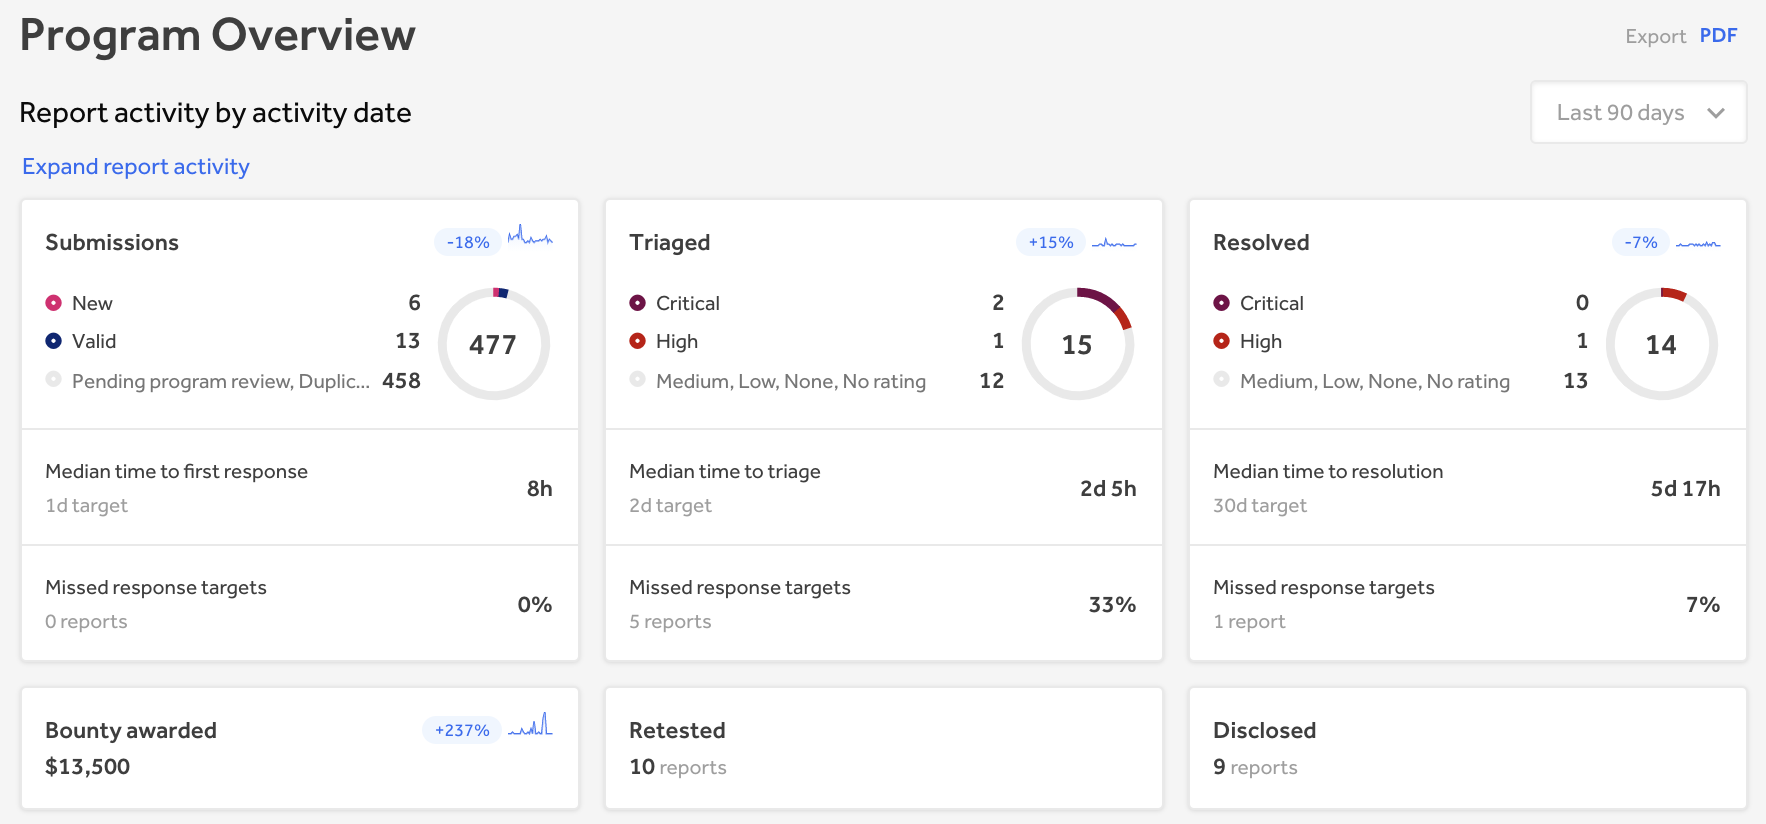 Program Overview
Export PDF
Report activity by activity date
Last 90 days
Expand report activity
Submissions
-18%
New 6
Valid 13
Pending program review, Duplic... 458
477
Median time to first response
1d target
8h
Missed response targets
0 reports
0%
Triaged
+15%
Critical 2
High 1
Medium, Low, None, No rating 12
15
Median time to triage
2d target
2d 5h
Missed response targets
5 reports
33%
Resolved
-7%
Critical 0
High 1
Medium, Low, None, No rating 13
14
Median time to resolution
30d target
5d 17h
Missed response targets
1 report
7%
Bounty awarded
+237%
$13,500
Retested
10 reports
Disclosed
9 reports